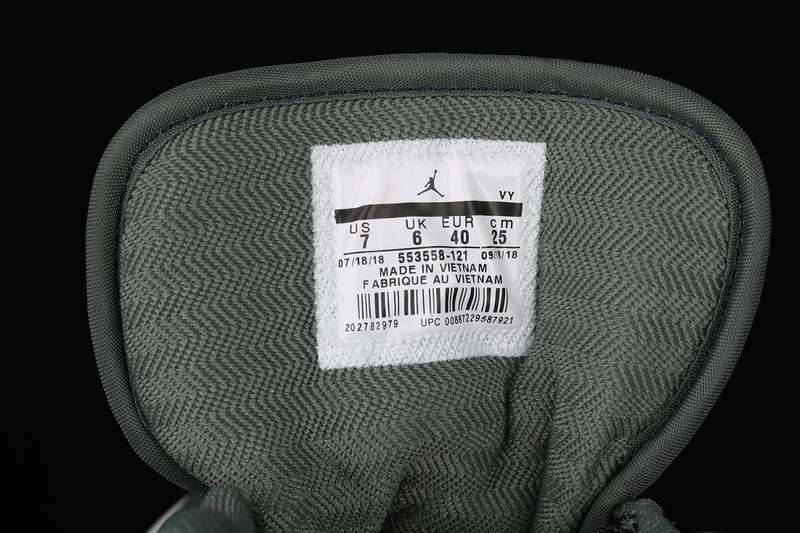 VY
US UK EUR cm
7 6 40 25
07/18/18 553558-121 09/8/18
MADE IN VIETNAM
FABRIQUE AU VIETNAM
202782979 UPC 00887229587921